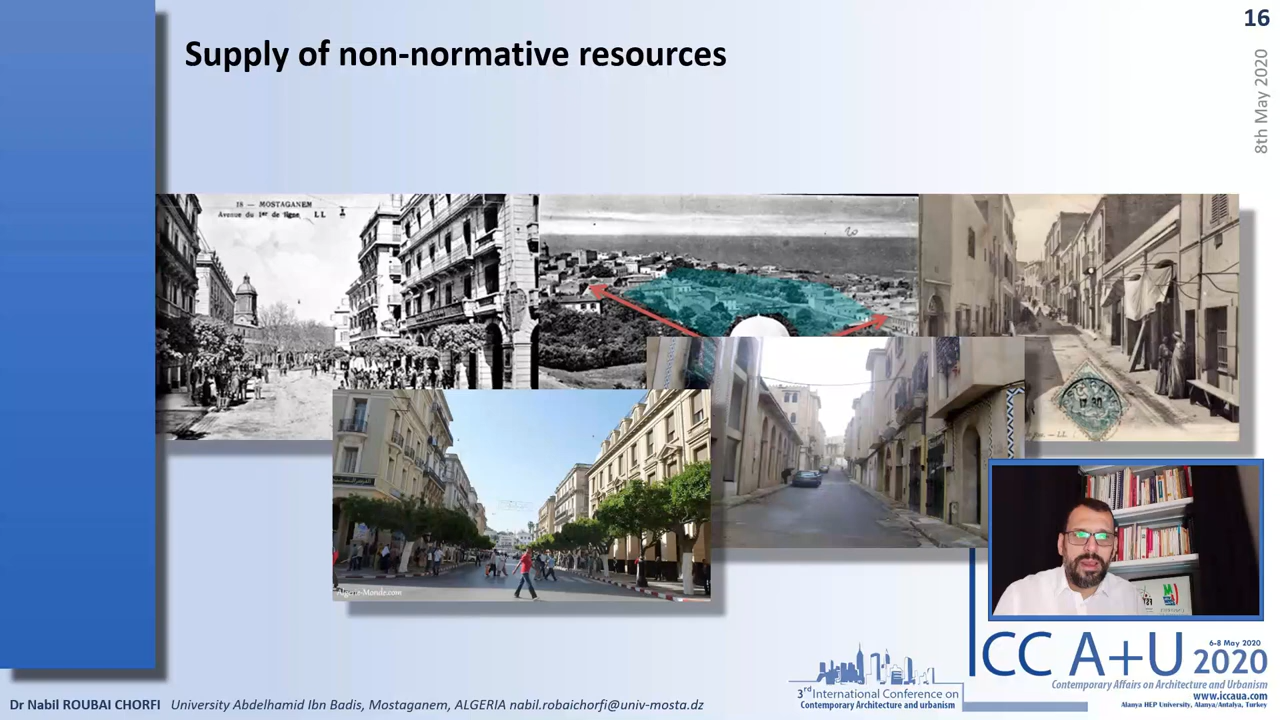 16
8th May 2020
Supply of non-normative resources
18 — MOSTAGANEM
Avenue du 1er de ligne LL
20
Algerie-Monde.com
ICC A+U 2020
6-8 May 2020
Contemporary Affairs on Architecture and Urbanism
www.iccaua.com
Alanya HEP University, Alanya/Antalya, Turkey
3rd International Conference on
Contemporary Architecture and urbanism
Dr Nabil ROUBAI CHORFI University Abdelhamid Ibn Badis, Mostaganem, ALGERIA nabil.robaichorfi@univ-mosta.dz